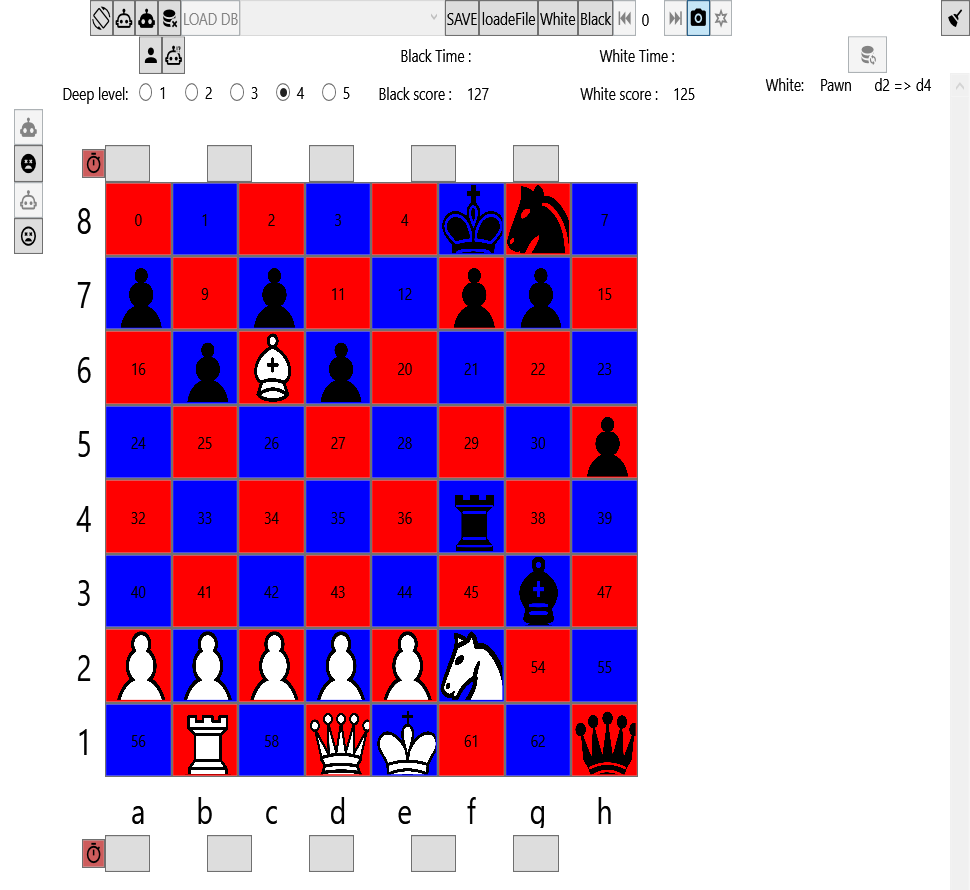 LOAD DB SAVE loadeFile White Black 0
Black Time : White Time :
Deep level: 1 2 3 4 5 Black score : 127 White score : 125 White: Pawn d2 => d4
8 0 1 2 3 4 7
7 9 11 12 15
6 16 20 21 22 23
5 24 25 26 27 28 29 30
4 32 33 34 35 36 38 39
3 40 41 42 43 44 45 47
2 54 55
1 56 58 61 62
a b c d e f g h